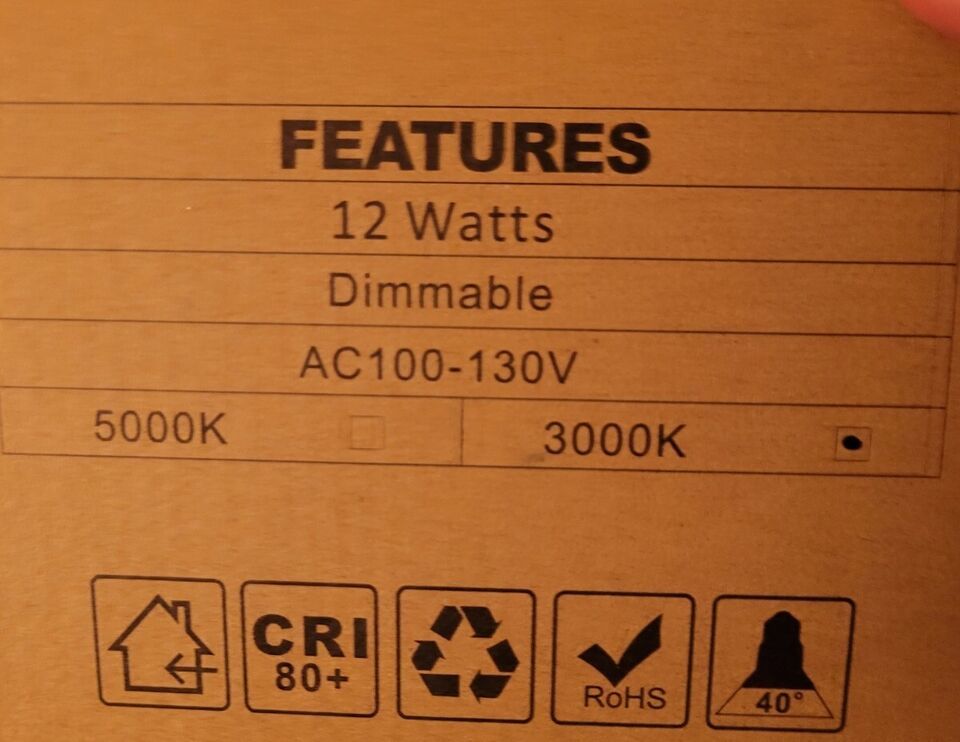 FEATURES
12 Watts
Dimmable
AC100-130V
5000K 3000K
CRI
80+
RoHS
40°